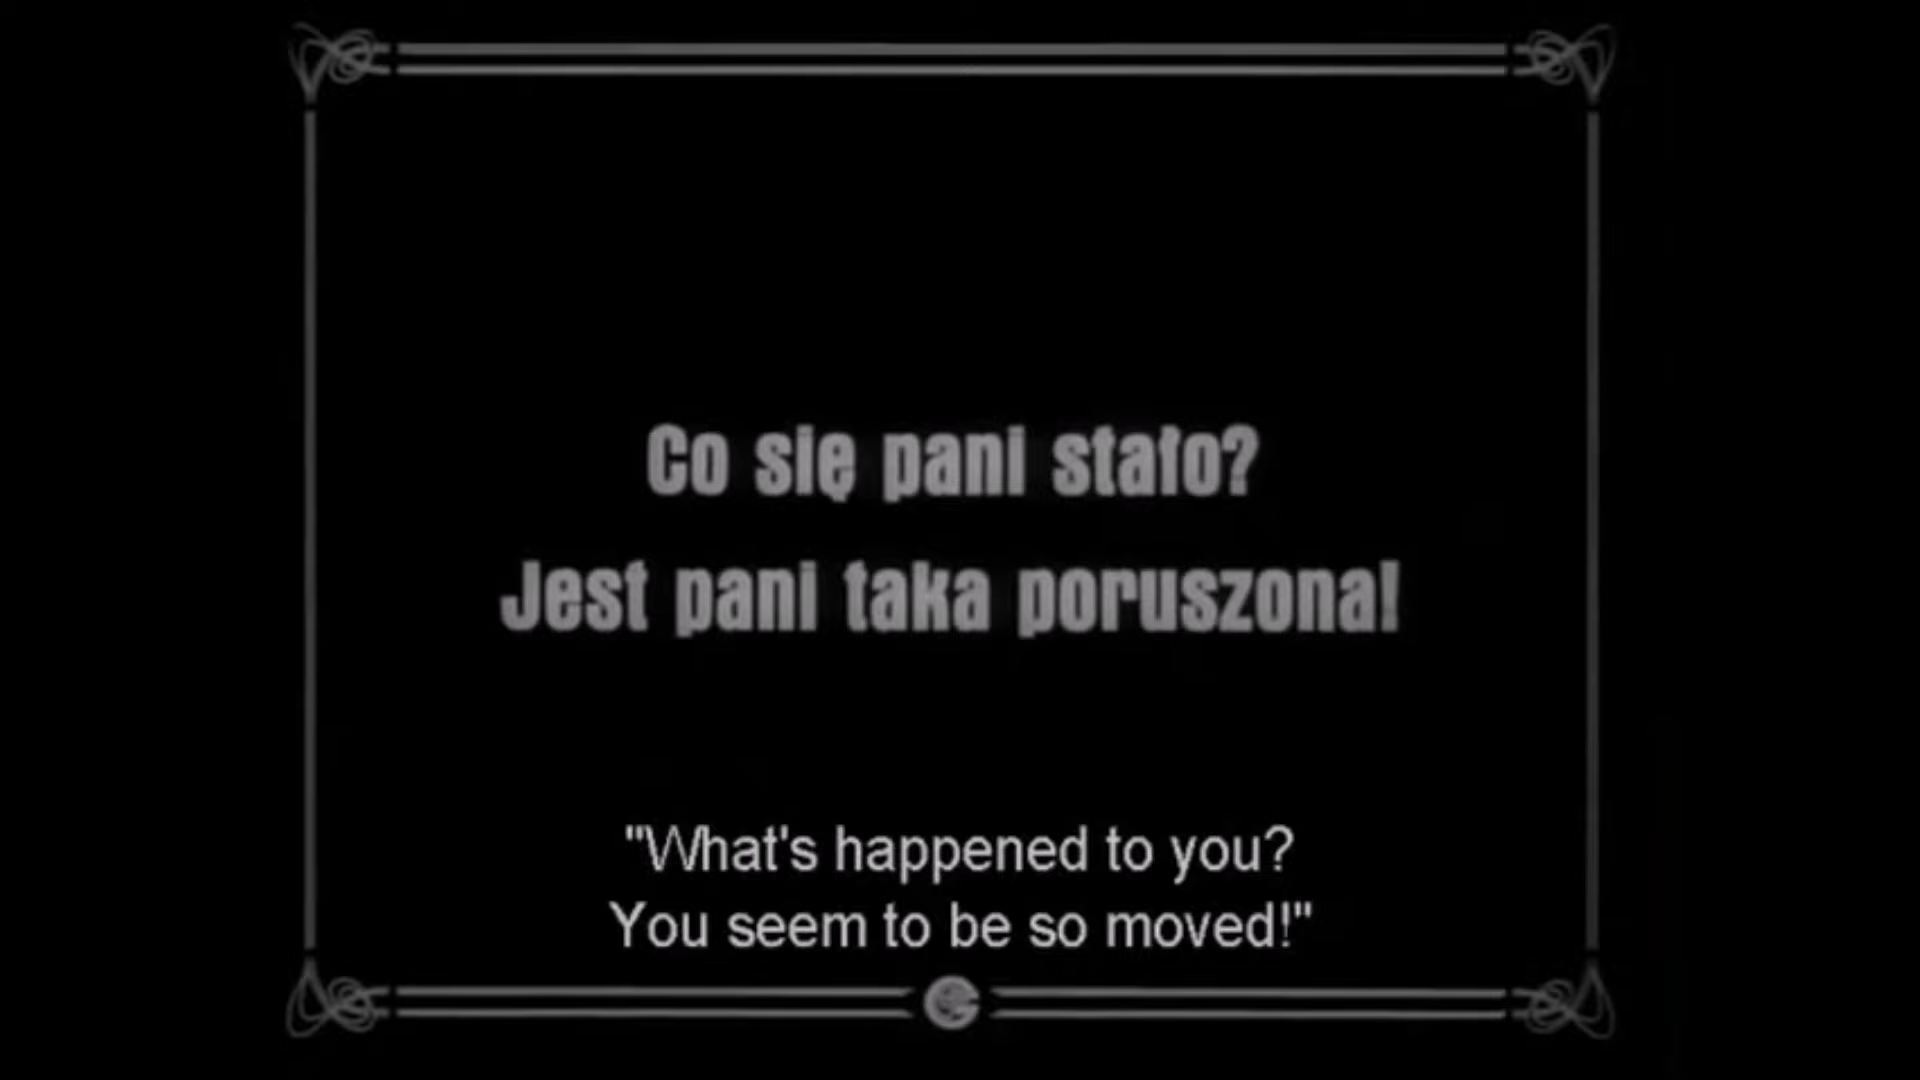 Co się pani stało?
Jest pani taka poruszona!
"What's happened to you?
You seem to be so moved!"